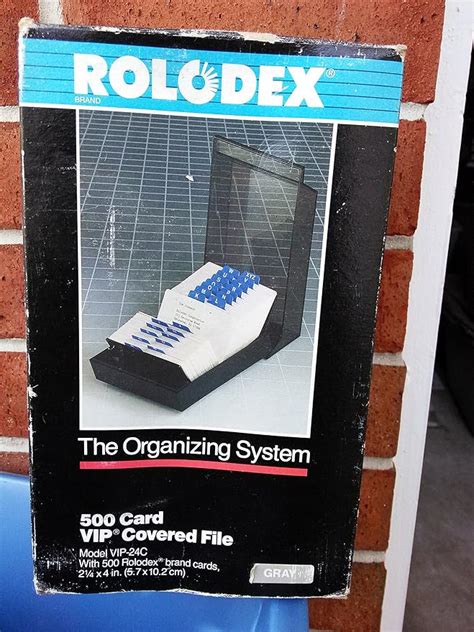 ROLODEX®
BRAND
The Organizing System
500 Card
VIP® Covered File
Model VIP-24C
With 500 Rolodex® brand cards,
2¼ x 4 in. (5.7 x 10.2 cm)
GRAY